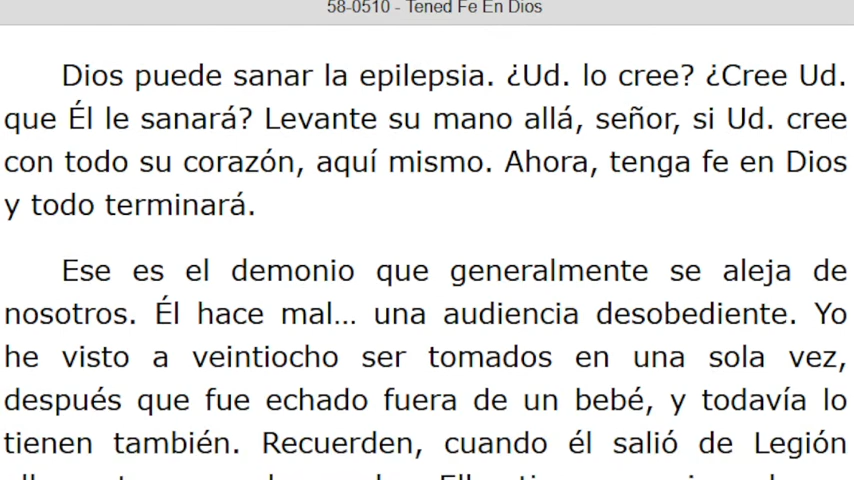 58-0510 - Tened Fe En Dios
Dios puede sanar la epilepsia. ¿Ud. lo cree? ¿Cree Ud.
que Él le sanará? Levante su mano allá, señor, si Ud. cree
con todo su corazón, aquí mismo. Ahora, tenga fe en Dios
y todo terminará.
Ese es el demonio que generalmente se aleja de
nosotros. Él hace mal... una audiencia desobediente. Yo
he visto a veintiocho ser tomados en una sola vez,
después que fue echado fuera de un bebé, y todavía lo
tienen también. Recuerden, cuando él salió de Legión